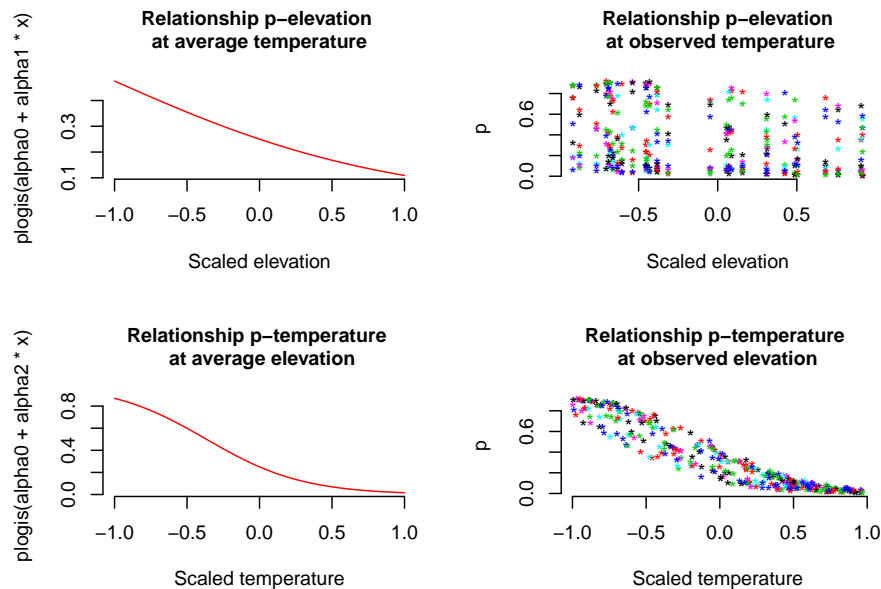 Relationship p−elevation
at average temperature
plogis(alpha0 + alpha1 * x)
0.3
0.1
−1.0 −0.5 0.0 0.5 1.0
Scaled elevation
Relationship p−elevation
at observed temperature
p
0.6
0.0
−0.5 0.0 0.5
Scaled elevation
Relationship p−temperature
at average elevation
plogis(alpha0 + alpha2 * x)
0.8
0.4
0.0
−1.0 −0.5 0.0 0.5 1.0
Scaled temperature
Relationship p−temperature
at observed elevation
p
0.6
0.0
−1.0 −0.5 0.0 0.5 1.0
Scaled temperature